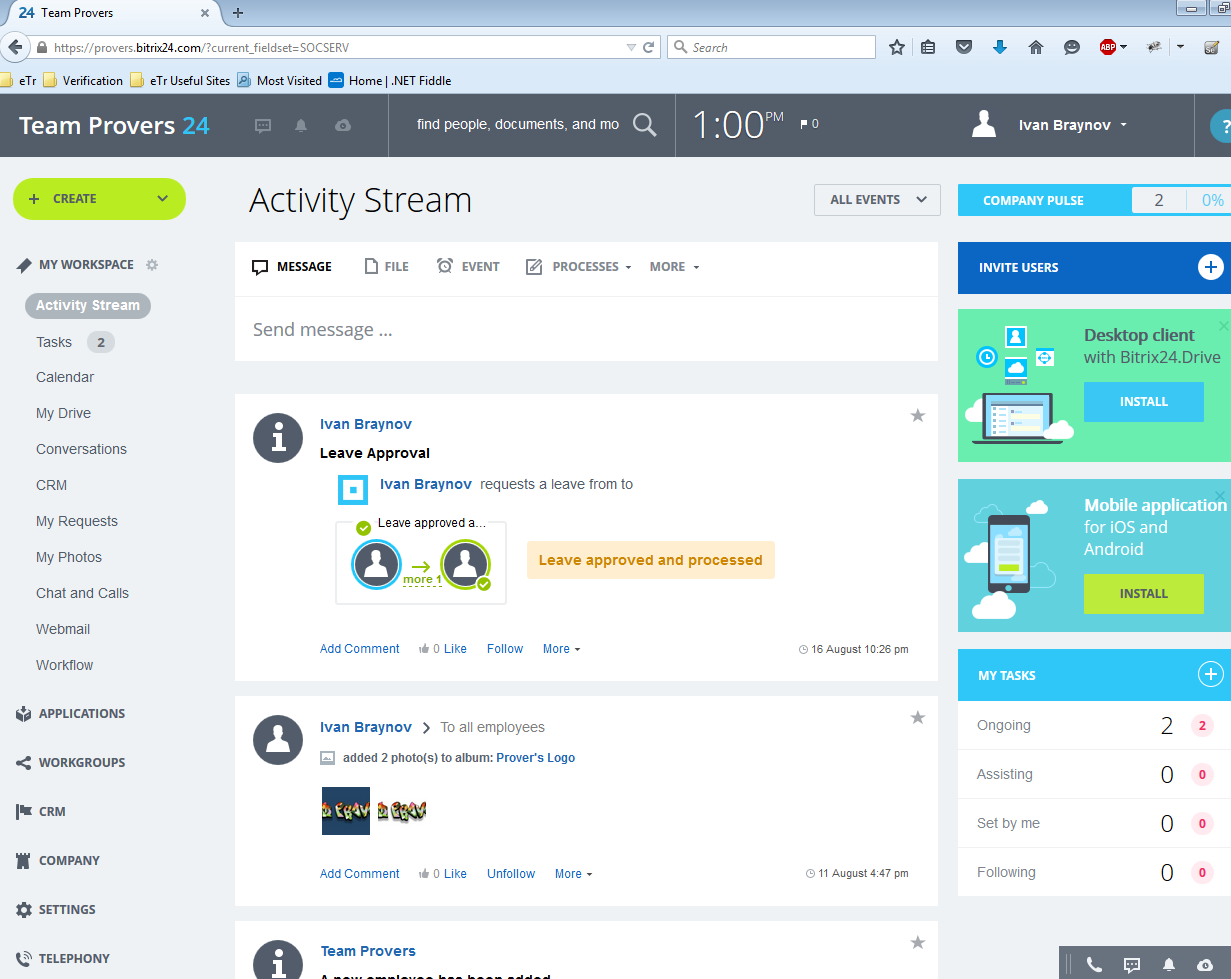 24 Team Provers
https://provers.bitrix24.com/?current_fieldset=SOCSERV
Search
ABP
eTr
Verification
eTr Useful Sites
Most Visited
Home | .NET Fiddle
Team Provers 24
find people, documents, and mo
1:00 PM
0
Ivan Braynov
?
CREATE
MY WORKSPACE
Activity Stream
Tasks 2
Calendar
My Drive
Conversations
CRM
My Requests
My Photos
Chat and Calls
Webmail
Workflow
APPLICATIONS
WORKGROUPS
CRM
COMPANY
SETTINGS
TELEPHONY
Activity Stream
ALL EVENTS
MESSAGE
FILE
EVENT
PROCESSES
MORE
Send message ...
Ivan Braynov
Leave Approval
Ivan Braynov requests a leave from to
Leave approved a...
more 1
Leave approved and processed
Add Comment
0 Like
Follow
More
16 August 10:26 pm
Ivan Braynov
To all employees
added 2 photo(s) to album: Prover's Logo
Add Comment
0 Like
Unfollow
More
11 August 4:47 pm
Team Provers
A new employee has been added
COMPANY PULSE 2 0%
INVITE USERS
Desktop client
with Bitrix24.Drive
INSTALL
Mobile application
for iOS and
Android
INSTALL
MY TASKS
Ongoing 2 2
Assisting 0 0
Set by me 0 0
Following 0 0